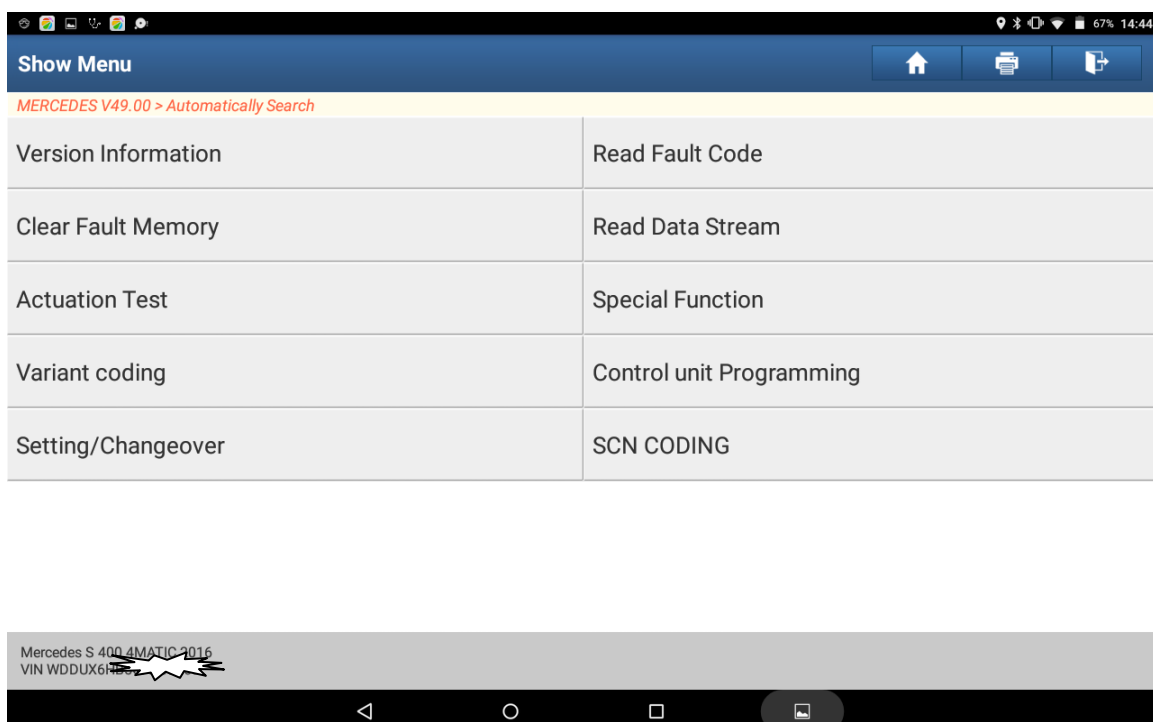 67% 14:44
Show Menu
MERCEDES V49.00 > Automatically Search
Version Information
Read Fault Code
Clear Fault Memory
Read Data Stream
Actuation Test
Special Function
Variant coding
Control unit Programming
Setting/Changeover
SCN CODING
Mercedes S 400 4MATIC 2016
VIN